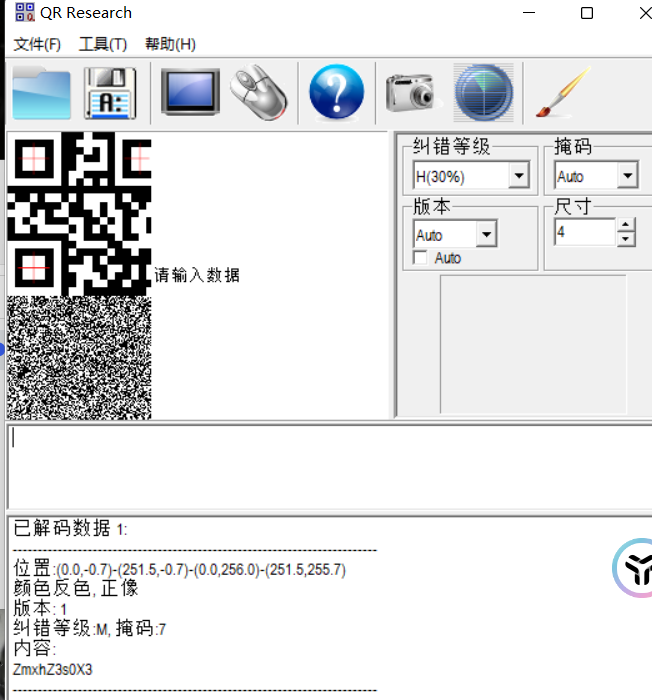 QR Research
文件(F) 工具(T) 帮助(H)
A:
请输入数据
纠错等级 掩码
H(30%) Auto
版本 尺寸
Auto 4
Auto
已解码数据 1:
位置:(0.0,-0.7)-(251.5,-0.7)-(0.0,256.0)-(251.5,255.7)
颜色反色, 正像
版本: 1
纠错等级:M, 掩码:7
内容:
ZmxhZ3s0X3